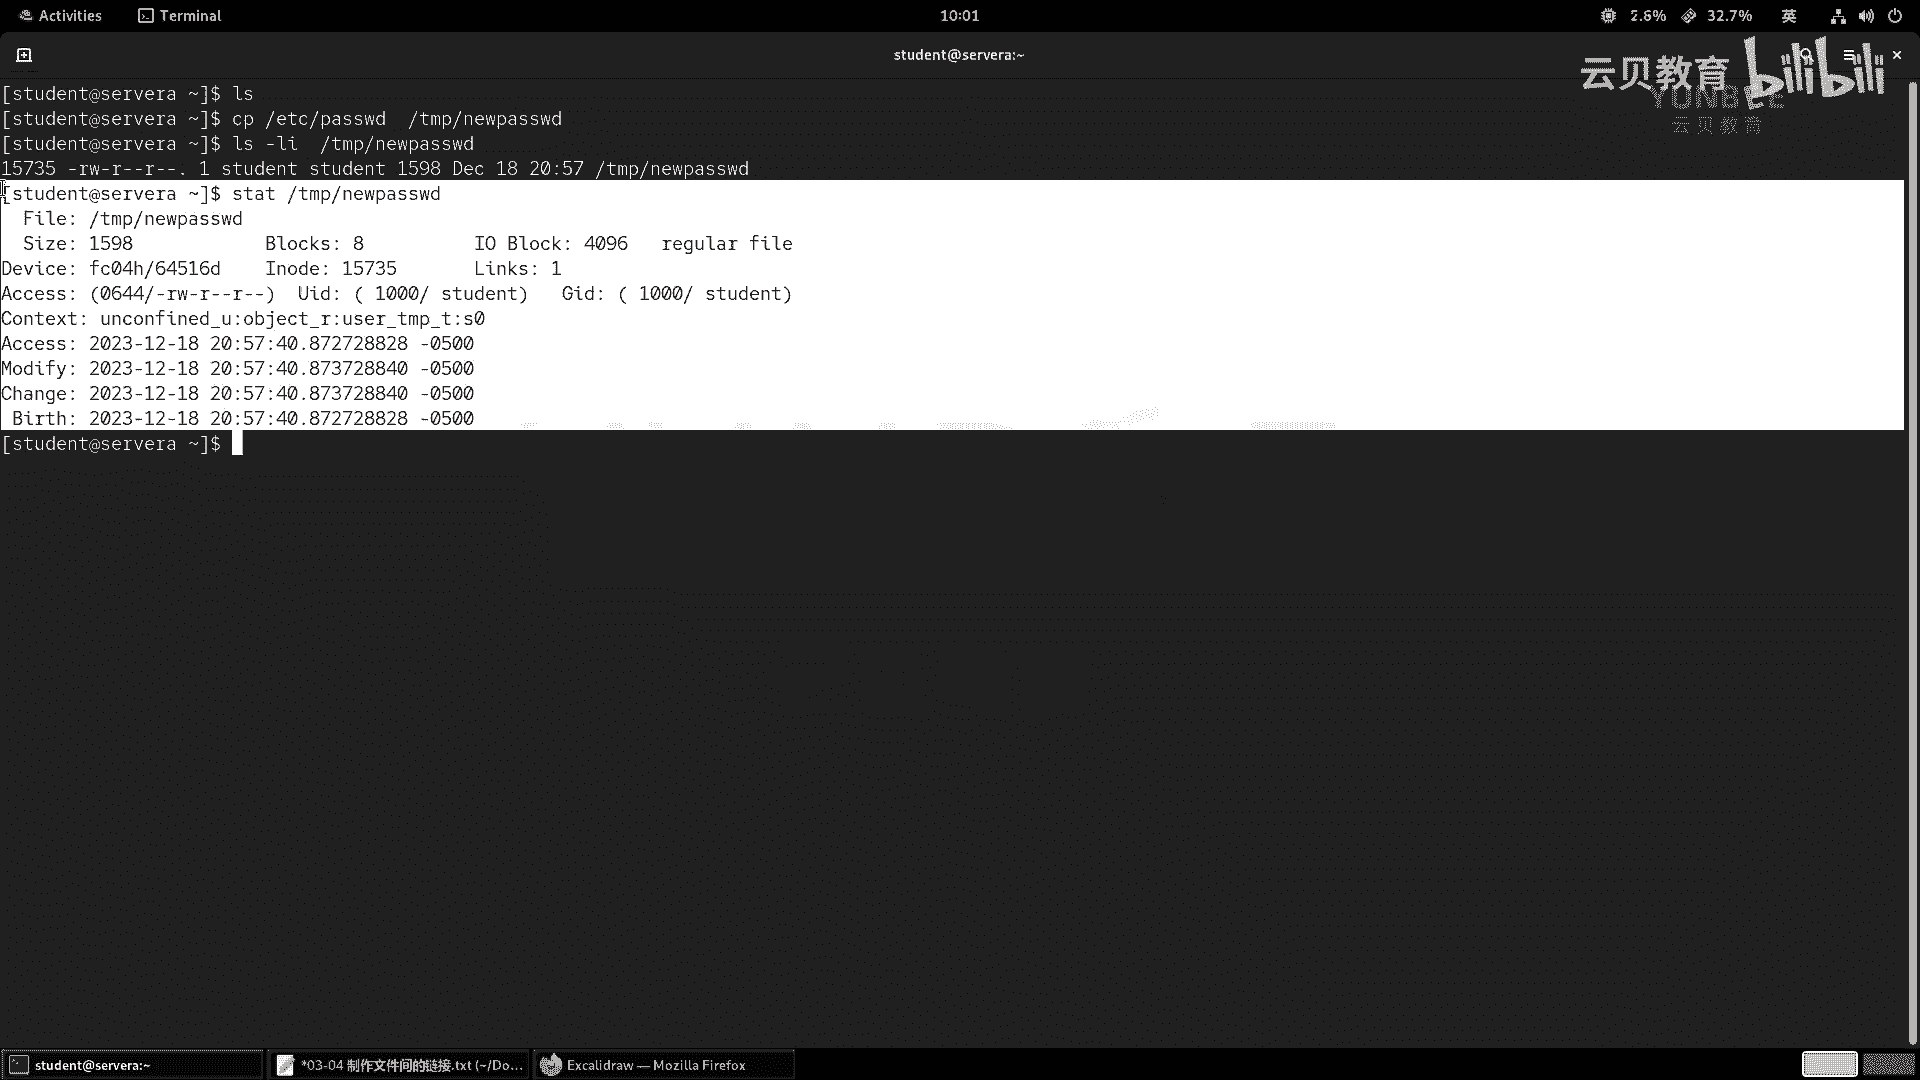 Activities Terminal 10:01 2.6% 32.7% 英
student@servera:~
云贝教育 bilibili
YUNBEE
云贝教育
[student@servera ~]$ ls
[student@servera ~]$ cp /etc/passwd  /tmp/newpasswd
[student@servera ~]$ ls -li  /tmp/newpasswd
15735 -rw-r--r--. 1 student student 1598 Dec 18 20:57 /tmp/newpasswd
[student@servera ~]$ stat /tmp/newpasswd
  File: /tmp/newpasswd
  Size: 1598            Blocks: 8          IO Block: 4096   regular file
Device: fc04h/64516d    Inode: 15735       Links: 1
Access: (0644/-rw-r--r--)  Uid: ( 1000/ student)   Gid: ( 1000/ student)
Context: unconfined_u:object_r:user_tmp_t:s0
Access: 2023-12-18 20:57:40.872728828 -0500
Modify: 2023-12-18 20:57:40.873728840 -0500
Change: 2023-12-18 20:57:40.873728840 -0500
 Birth: 2023-12-18 20:57:40.872728828 -0500
[student@servera ~]$
student@servera:~ *03-04 制作文件间的链接.txt (~/Do... Excalidraw — Mozilla Firefox